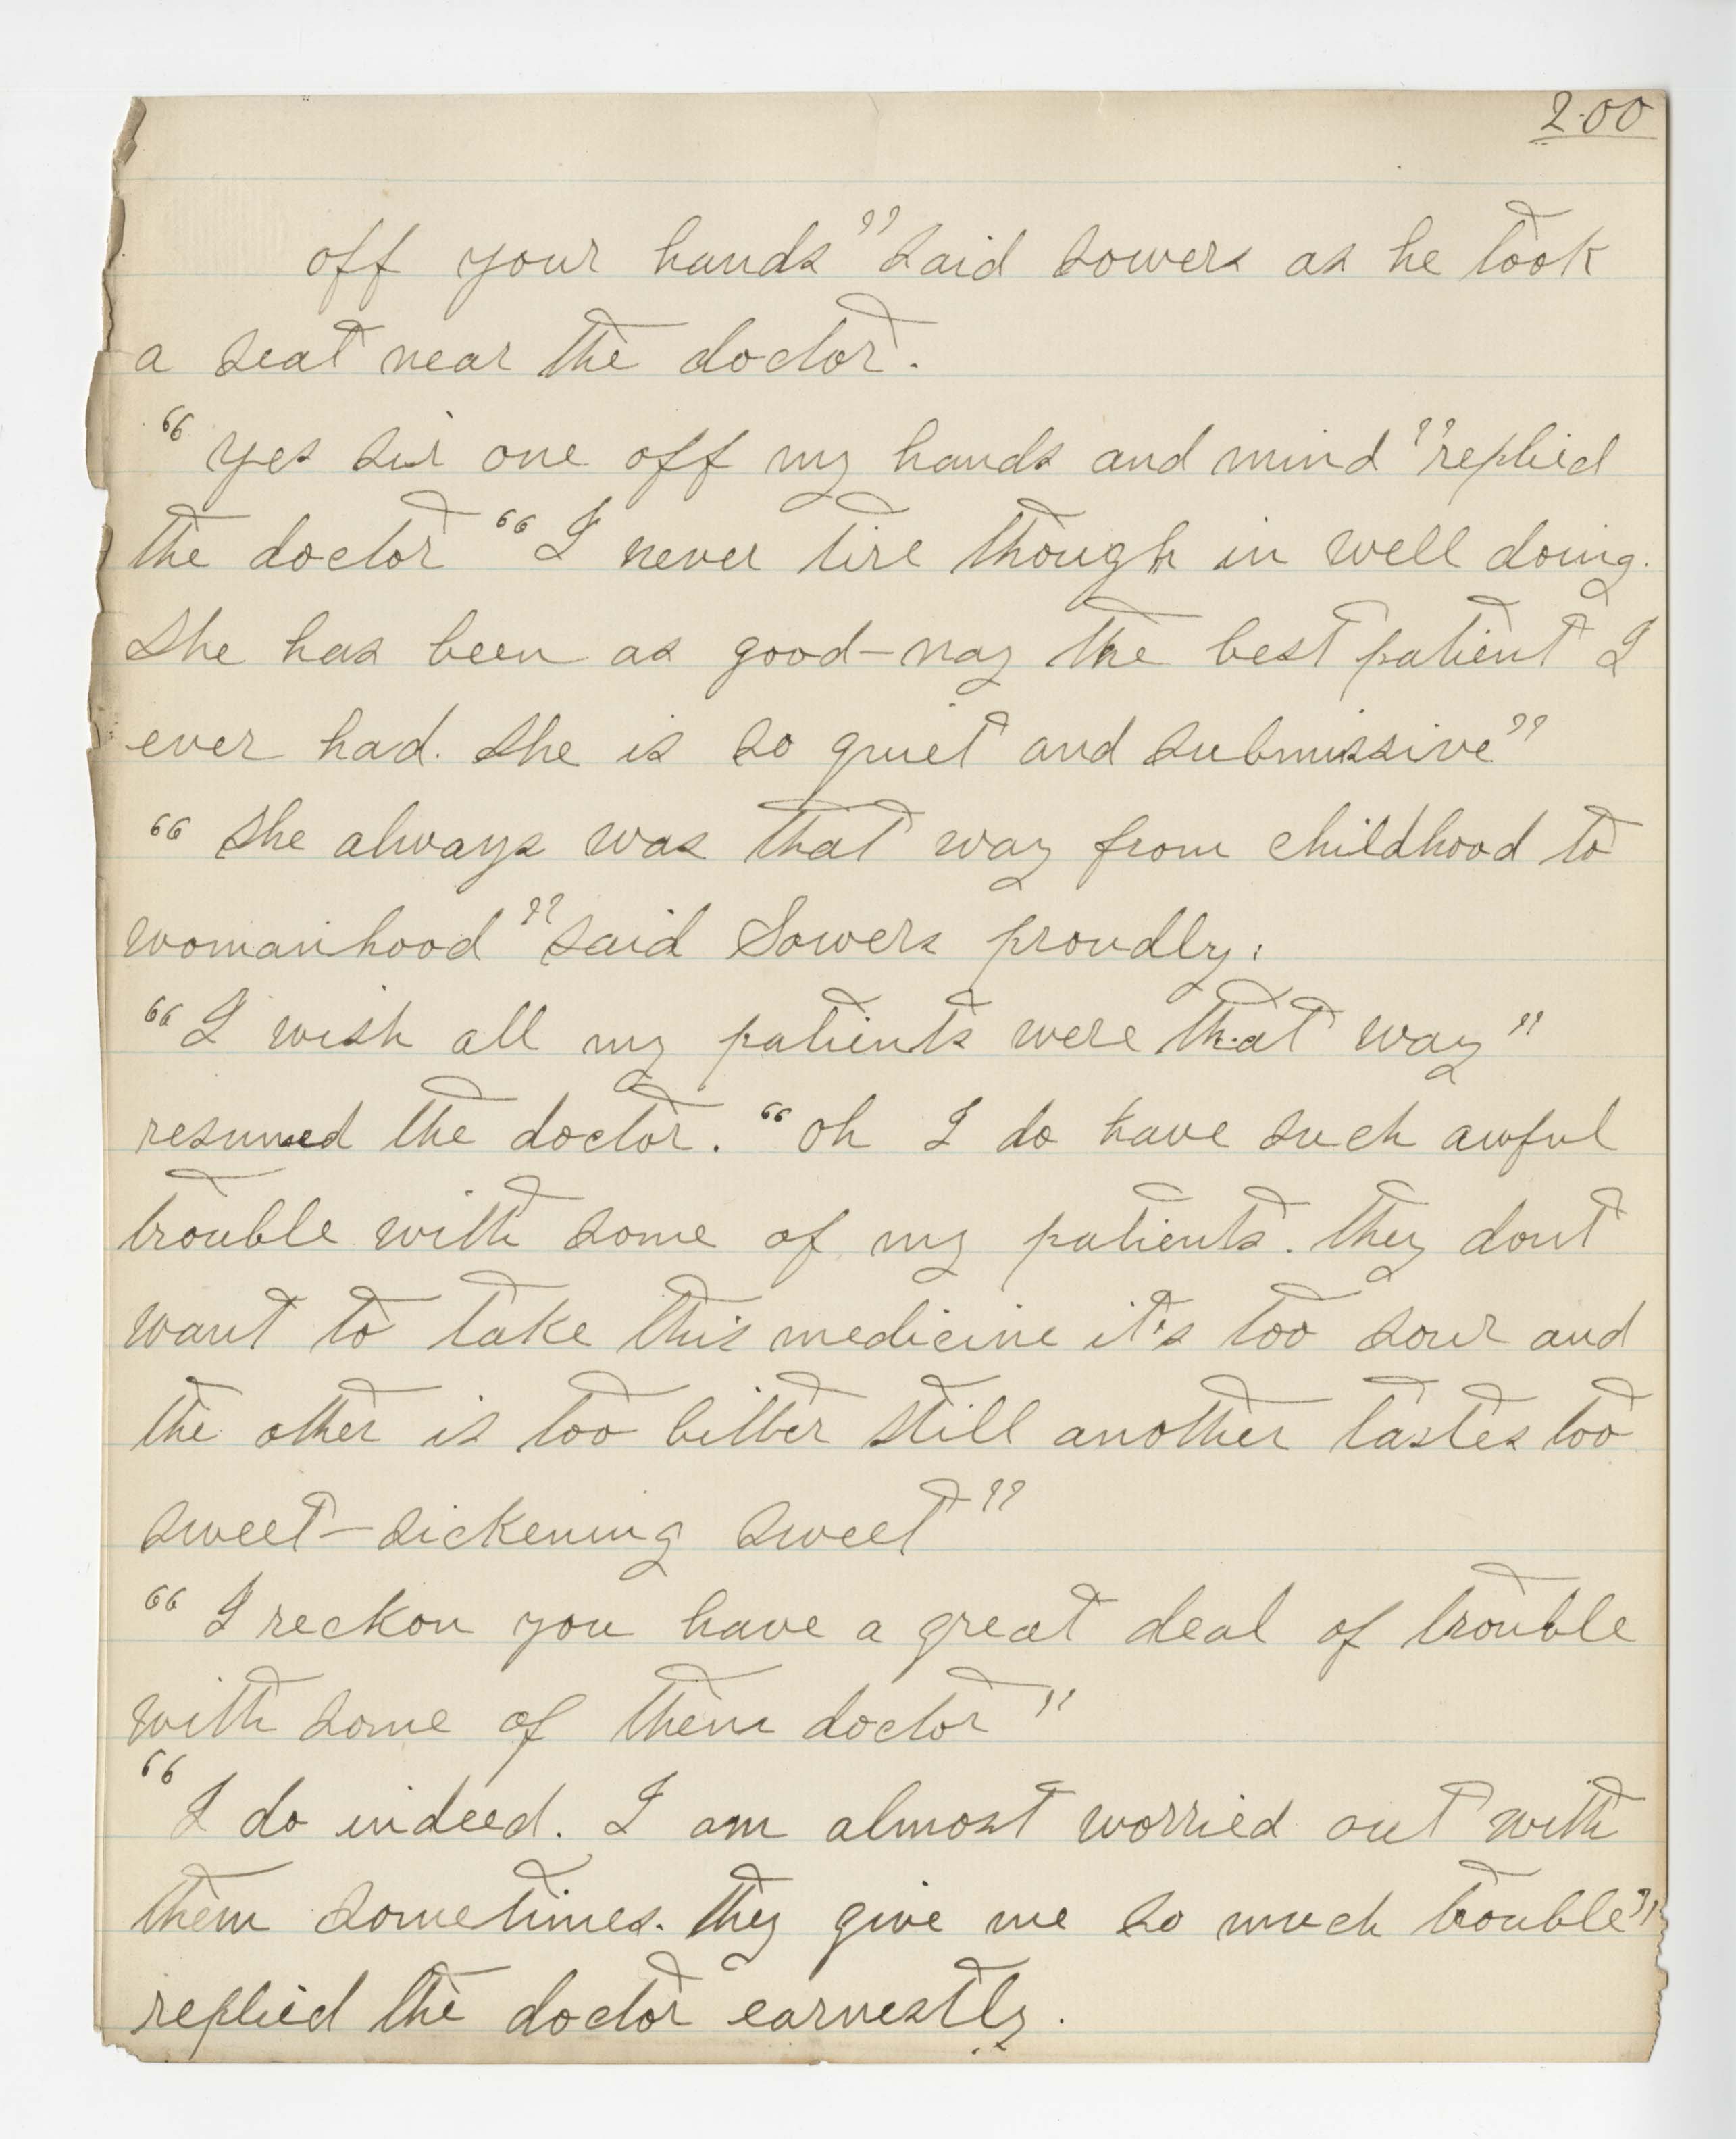 200
off your hands" said Sowers as he took
a seat near the doctor.
"yes sir one off my hands and mind" replied
the doctor "I never tire though in well doing.
She has been as good-nay the best patient I
ever had. She is so quiet and submissive"
"She always was that way from childhood to
womanhood" said Sowers proudly.
"I wish all my patients were that way"
resumed the doctor. "Oh I do have such awful
trouble with some of my patients. They dont
want to take this medicine it's too sour and
the other is too bitter still another tastes too
sweet-sickening sweet"
"I reckon you have a great deal of trouble
with some of them doctor"
"I do indeed. I am almost worried out with
them sometimes. They give me so much trouble"
replied the doctor earnestly.